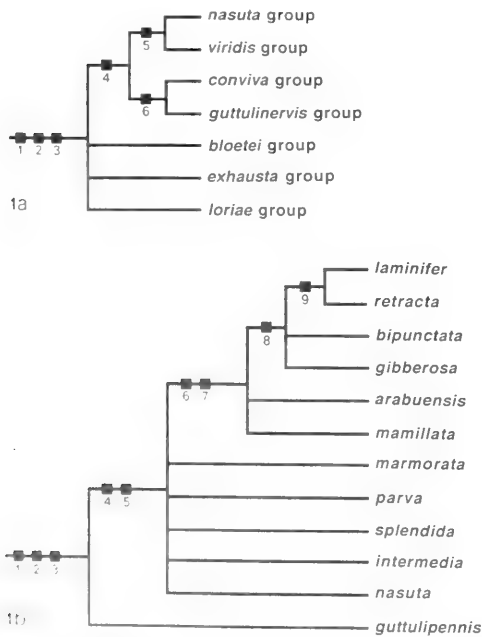 nasuta group
5
viridis group
4
conviva group
6
guttulinervis group
1 2 3
bloetei group
exhausta group
1a
loriae group
laminifer
9
retracta
8
bipunctata
gibberosa
6 7
arabuensis
mamillata
marmorata
4 5
parva
splendida
1 2 3
intermedia
1b
nasuta
guttulipennis